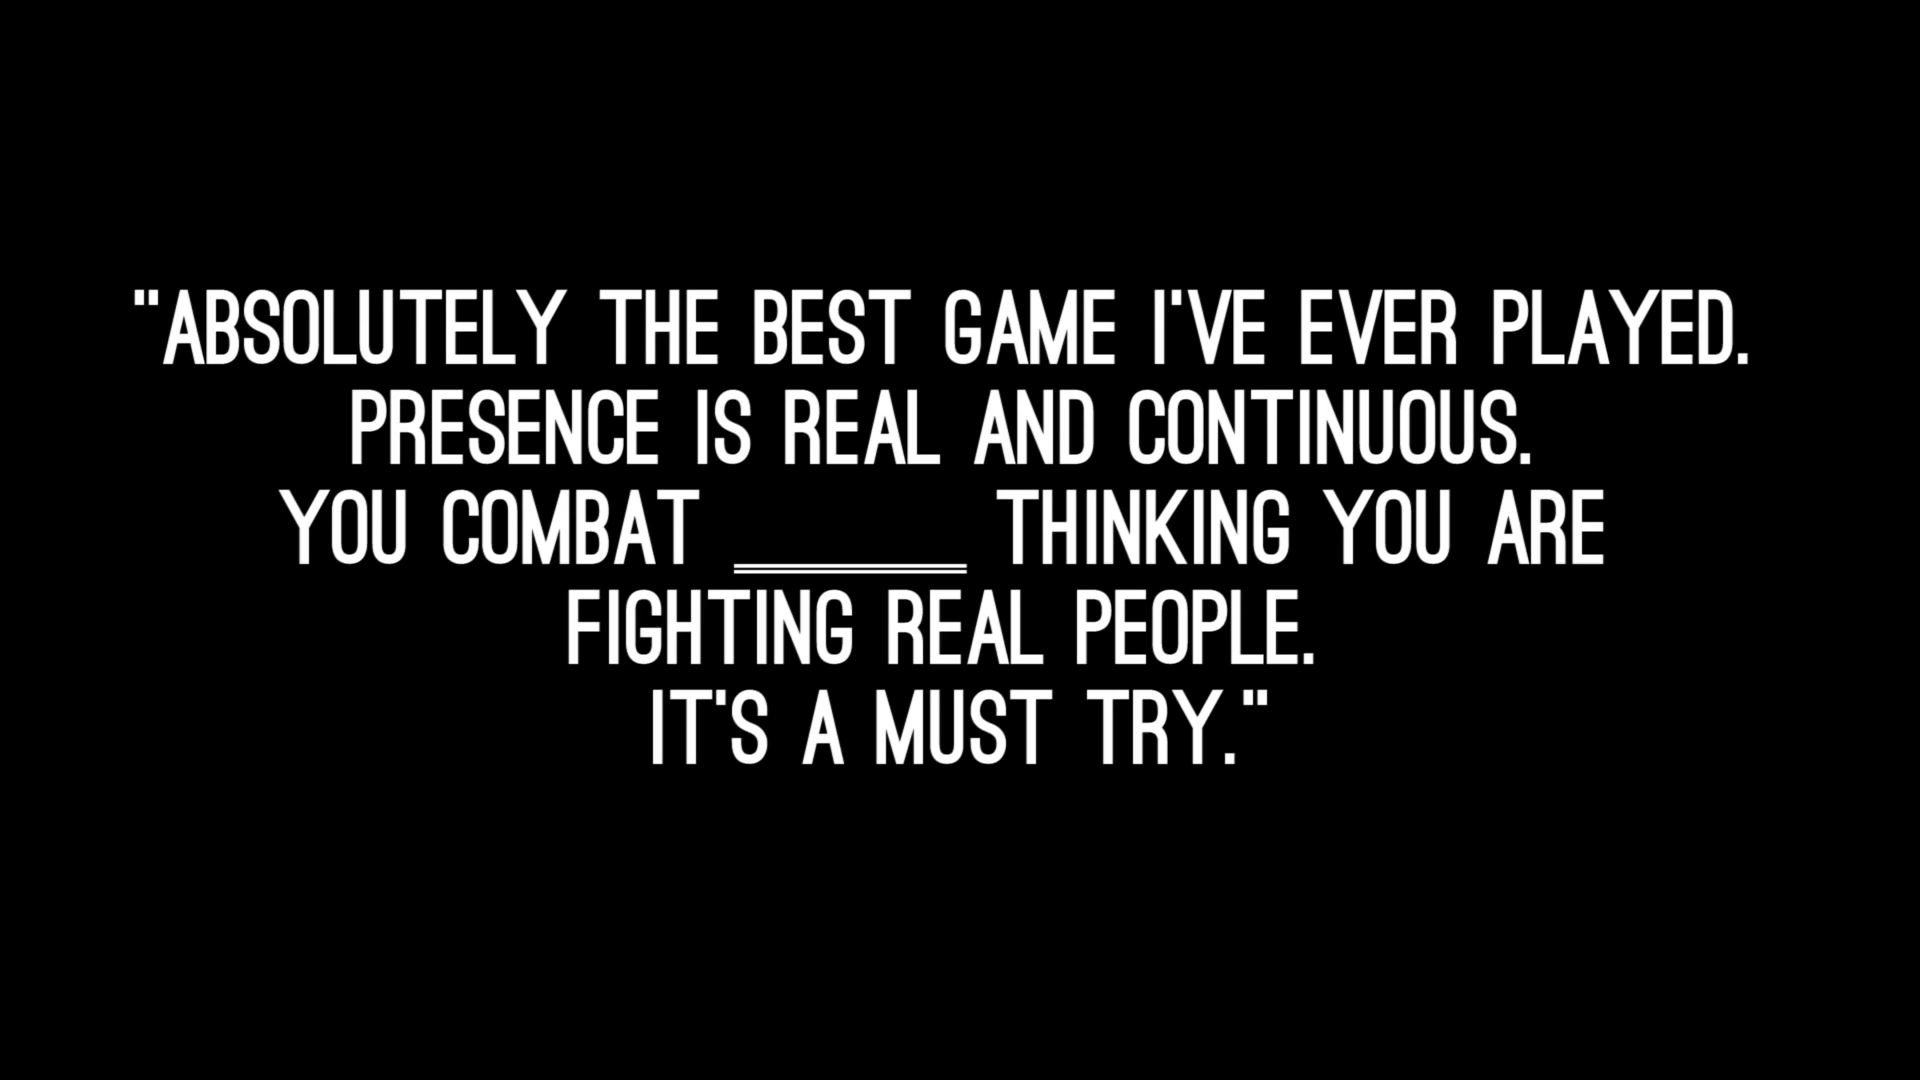 "ABSOLUTELY THE BEST GAME I'VE EVER PLAYED.
PRESENCE IS REAL AND CONTINUOUS.
YOU COMBAT ______ THINKING YOU ARE
FIGHTING REAL PEOPLE.
IT'S A MUST TRY."